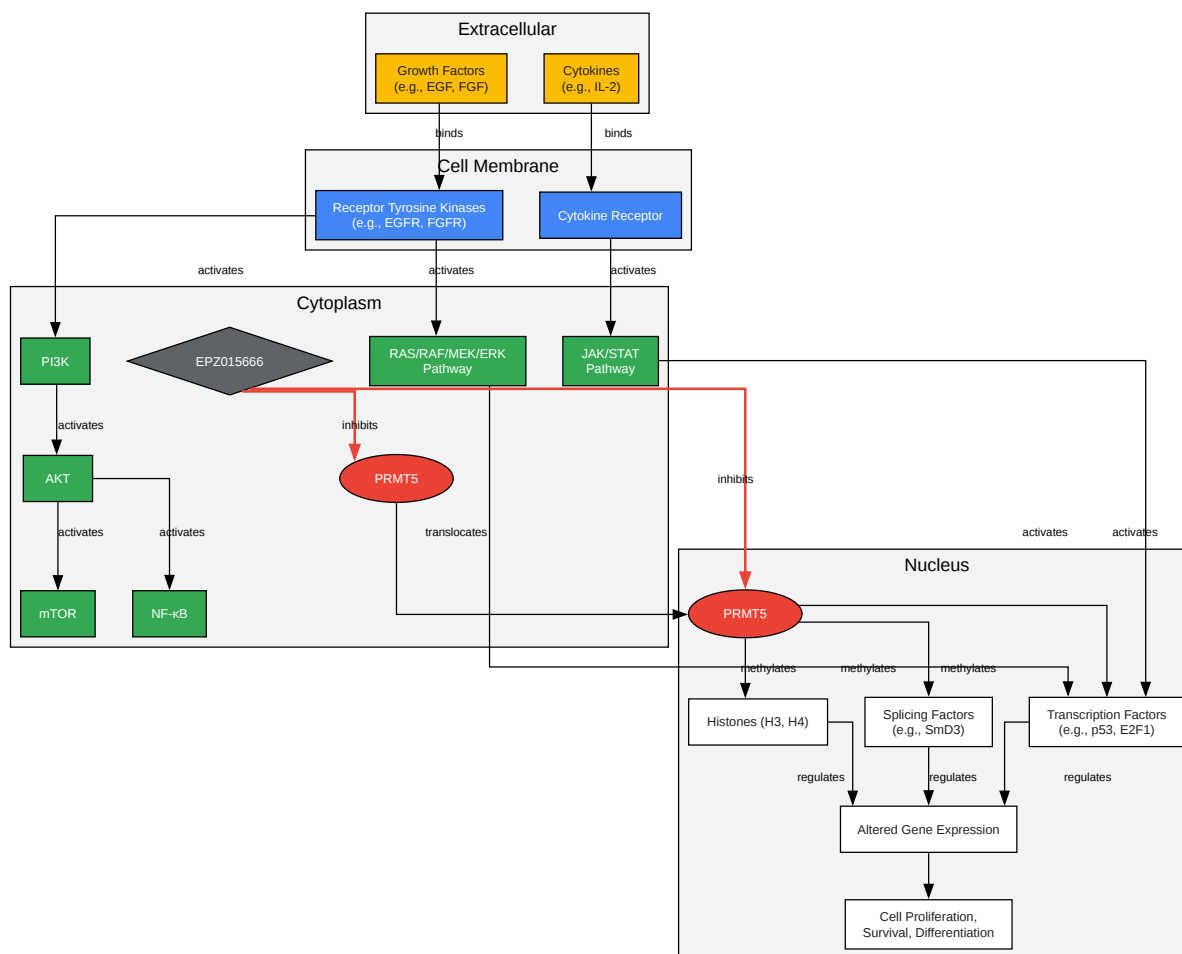 Extracellular
Growth Factors
(e.g., EGF, FGF)
Cytokines
(e.g., IL-2)
binds
binds
Cell Membrane
Receptor Tyrosine Kinases
(e.g., EGFR, FGFR)
Cytokine Receptor
activates
activates
activates
Cytoplasm
PI3K
EPZ015666
RAS/RAF/MEK/ERK
Pathway
JAK/STAT
Pathway
activates
inhibits
AKT
PRMT5
inhibits
activates
activates
translocates
activates
activates
Nucleus
mTOR
NF-κB
PRMT5
methylates
methylates
methylates
Histones (H3, H4)
Splicing Factors
(e.g., SmD3)
Transcription Factors
(e.g., p53, E2F1)
regulates
regulates
regulates
Altered Gene Expression
Cell Proliferation,
Survival, Differentiation